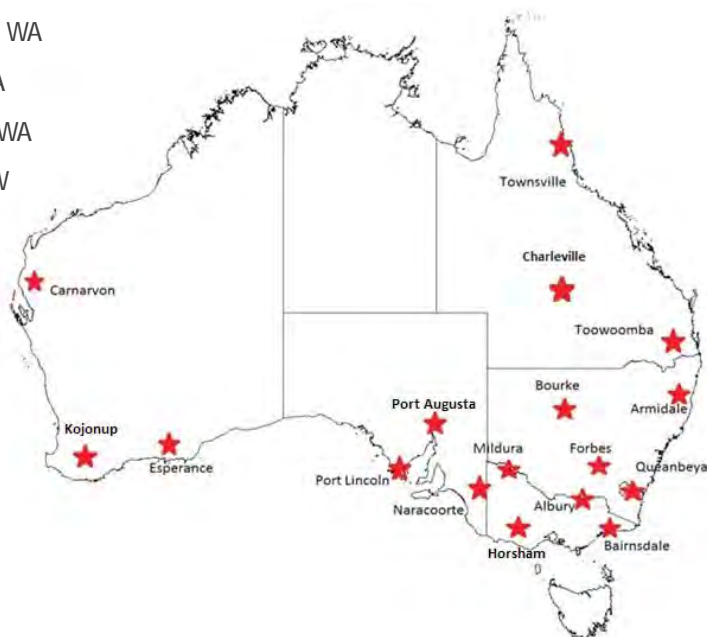 WA
A
WA
W
Townsville
Charleville
Carnarvon
Toowoomba
Bourke
Port Augusta
Armidale
Kojonup
Mildura
Forbes
Esperance
Port Lincoln
Queanbeya
Naracoorte
Albury
Horsham
Bairnsdale